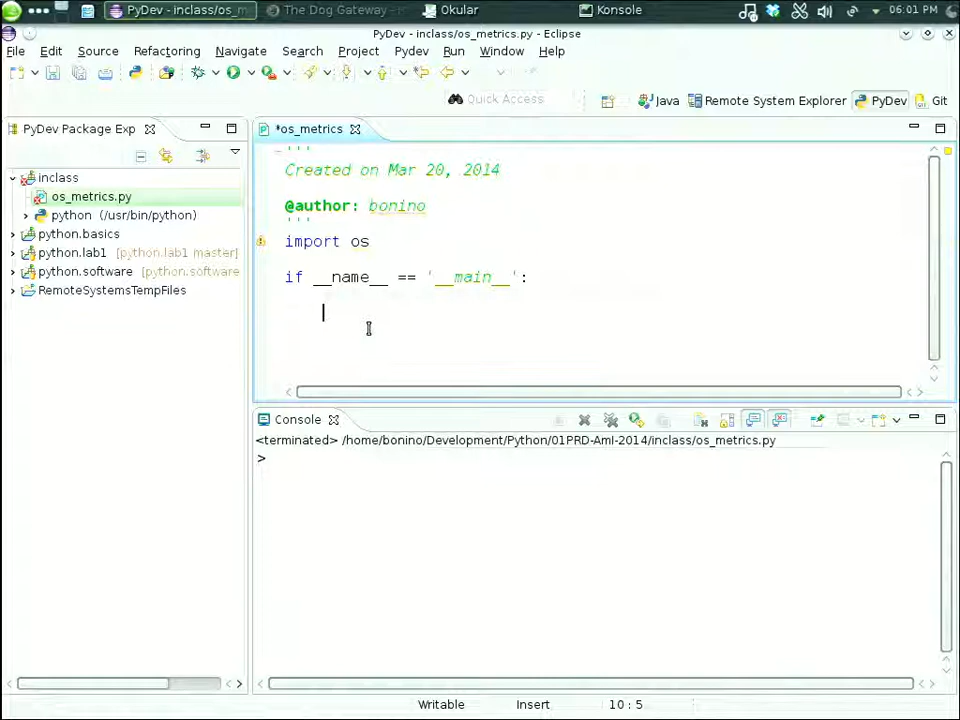 PyDev - inclass/os_m
The Dog Gateway -
Okular
Konsole
06:01 PM
PyDev - inclass/os_metrics.py - Eclipse
File Edit Source Refactoring Navigate Search Project Pydev Run Window Help
Quick Access
Java
Remote System Explorer
PyDev
Git
PyDev Package Exp
*os_metrics
inclass
os_metrics.py
python (/usr/bin/python)
python.basics
python.lab1 [python.lab1 master]
python.software [python.software
RemoteSystemsTempFiles
'''
Created on Mar 20, 2014
@author: bonino
'''
import os
if __name__ == '__main__':
Console
<terminated> /home/bonino/Development/Python/01PRD-AmI-2014/inclass/os_metrics.py
>
Writable
Insert
10 : 5